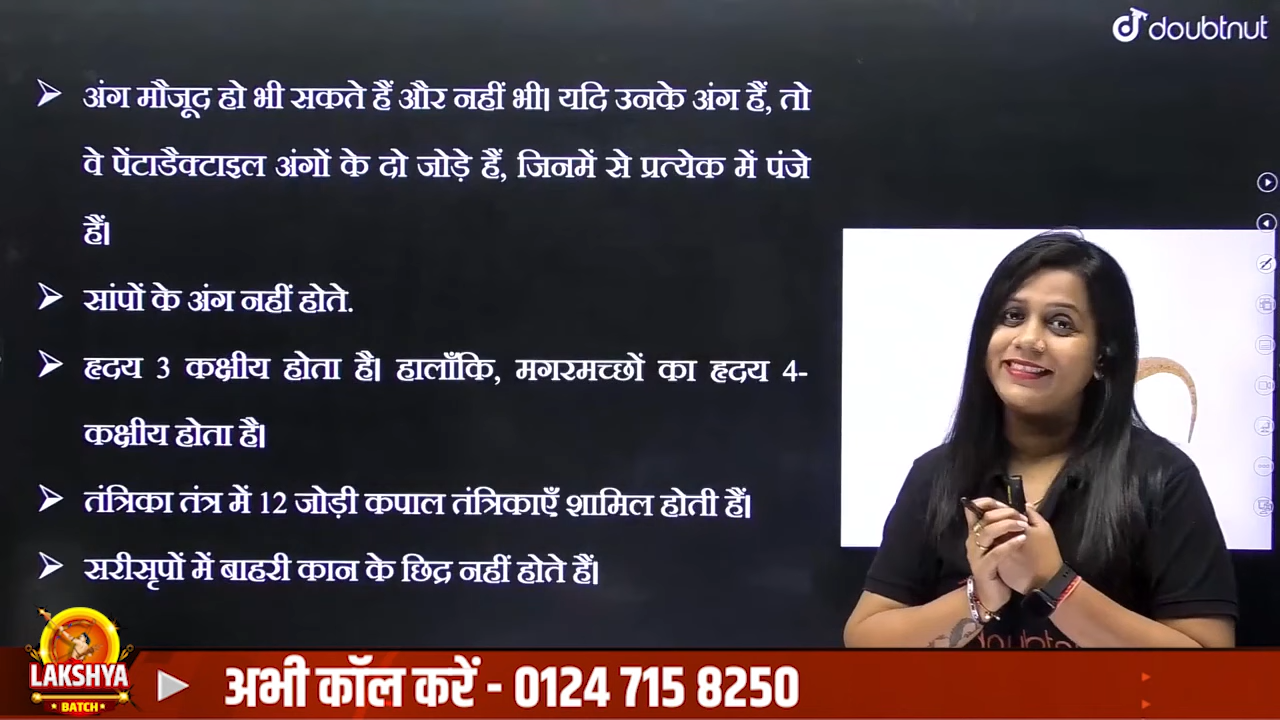 doubtnut
➢ अंग मौजूद हो भी सकते हैं और नहीं भी। यदि उनके अंग हैं, तो
वे पेंटाडैक्टाइल अंगों के दो जोड़े हैं, जिनमें से प्रत्येक में पंजे
हैं।
➢ सांपों के अंग नहीं होते.
➢ हृदय 3 कक्षीय होता है। हालाँकि, मगरमच्छों का हृदय 4-
कक्षीय होता है।
➢ तंत्रिका तंत्र में 12 जोड़ी कपाल तंत्रिकाएँ शामिल होती हैं।
➢ सरीसृपों में बाहरी कान के छिद्र नहीं होते हैं।
LAKSHYA
BATCH
अभी कॉल करें - 0124 715 8250